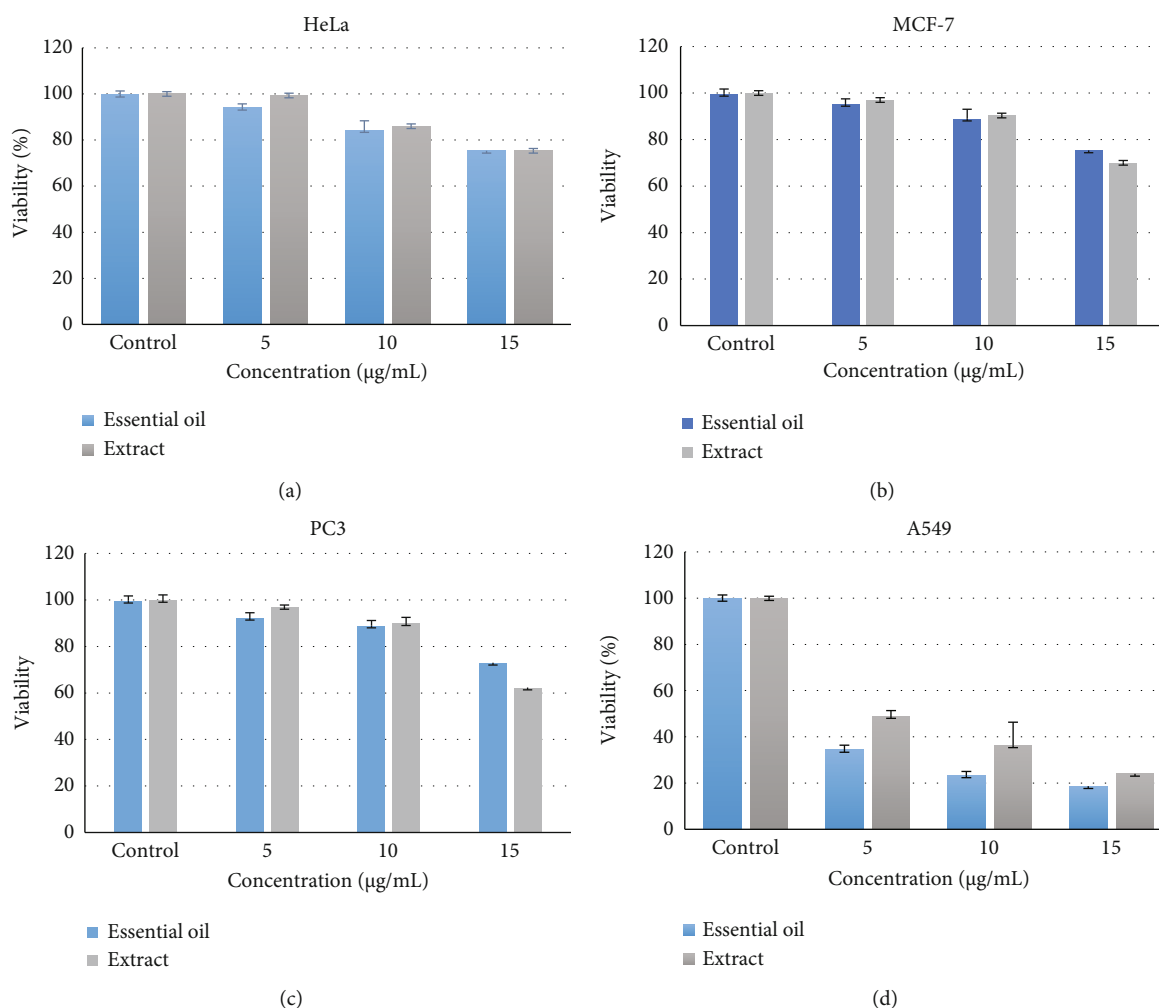 HeLa
120
100
80
60
40
20
0
Viability (%)
Control 5 10 15
Concentration (µg/mL)
Essential oil
Extract
(a)
MCF-7
120
100
80
60
40
20
0
Viability
Control 5 10 15
Concentration (µg/mL)
Essential oil
Extract
(b)
PC3
120
100
80
60
40
20
0
Viability
Control 5 10 15
Concentration (µg/mL)
Essential oil
Extract
(c)
A549
120
100
80
60
40
20
0
Viability (%)
Control 5 10 15
Concentration (µg/mL)
Essential oil
Extract
(d)